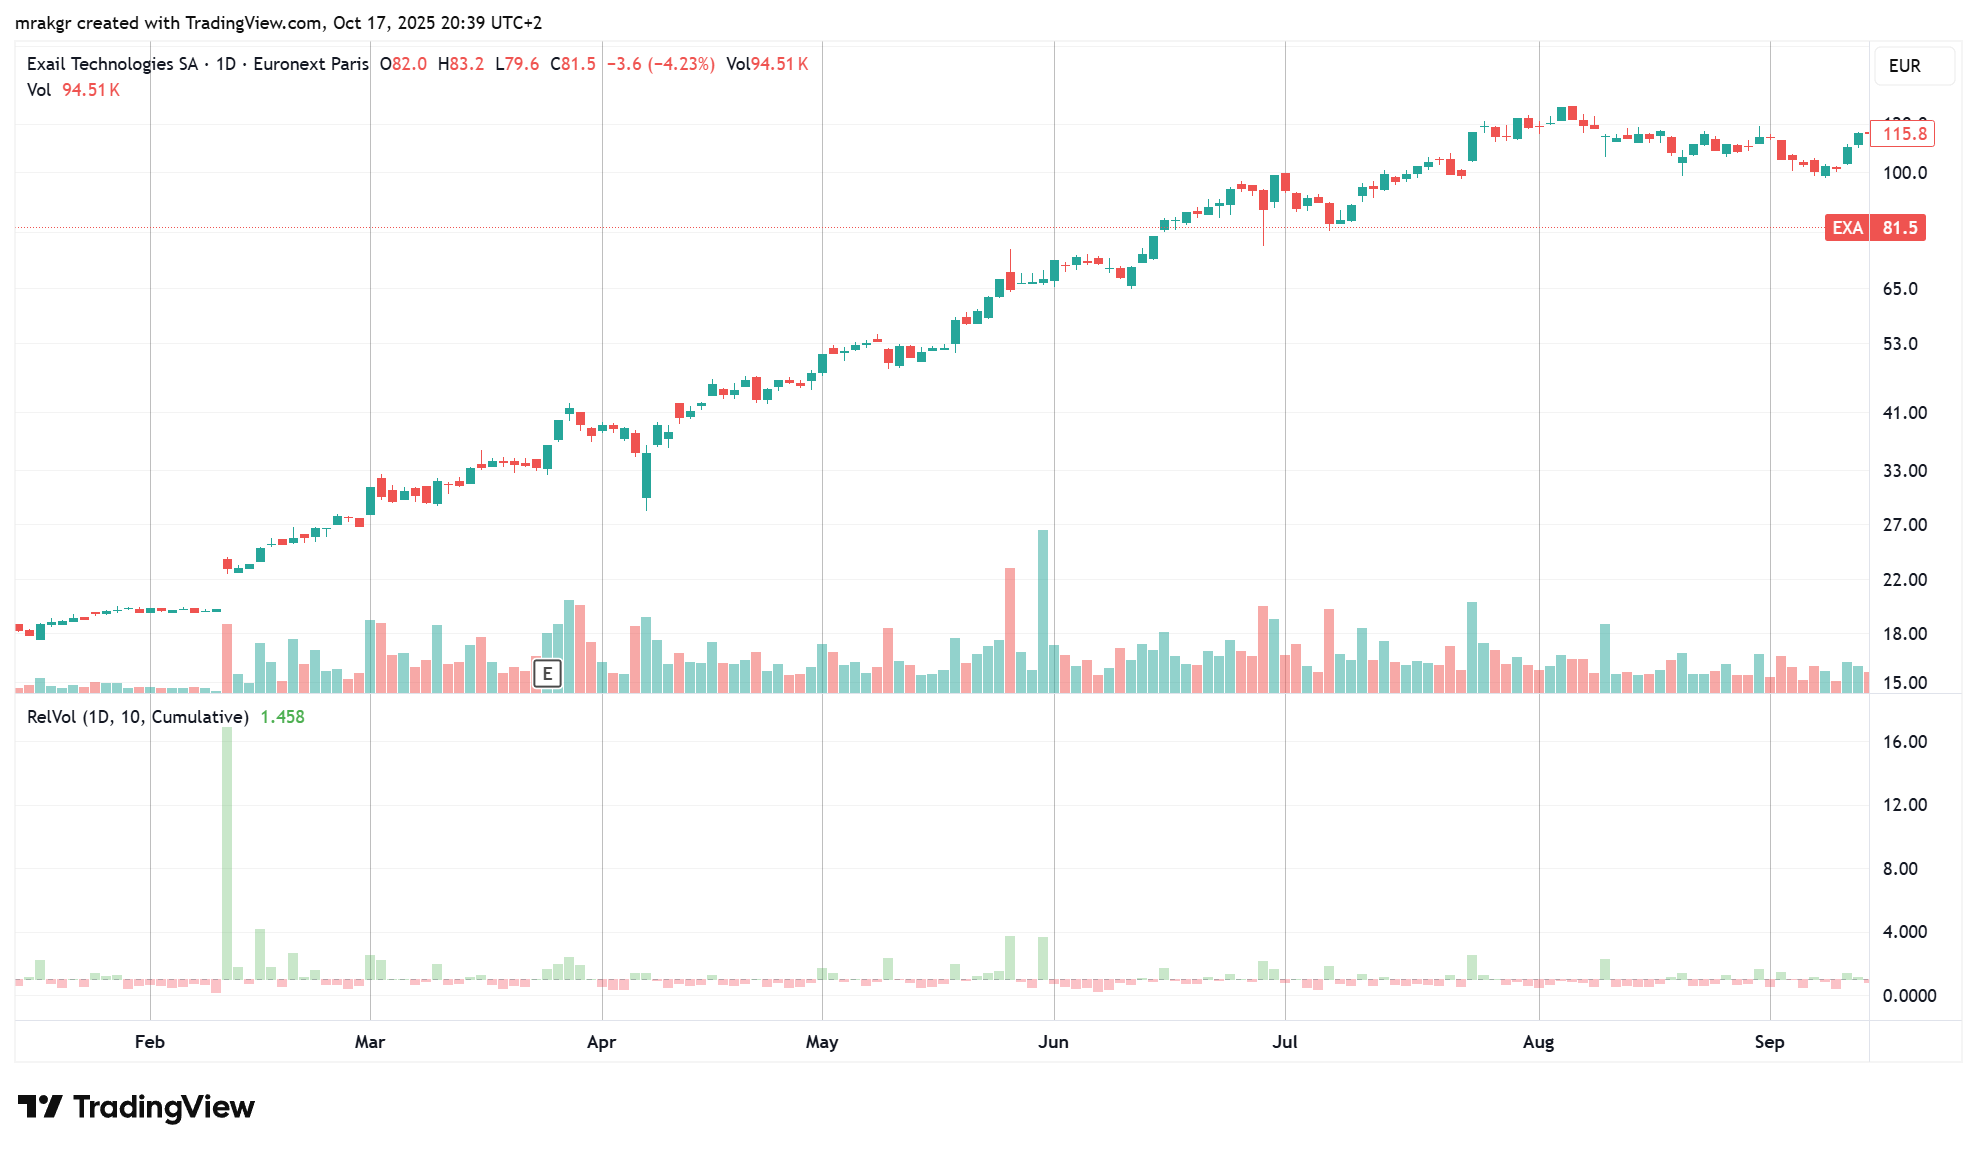 mrakgr created with TradingView.com, Oct 17, 2025 20:39 UTC+2
Exail Technologies SA · 1D · Euronext Paris O82.0 H83.2 L79.6 C81.5 −3.6 (−4.23%) Vol94.51 K
Vol 94.51 K
EUR
115.8
100.0
EXA 81.5
65.0
53.0
41.00
33.00
27.00
22.00
18.00
15.00
E
RelVol (1D, 10, Cumulative) 1.458
16.00
12.00
8.00
4.000
0.0000
Feb Mar Apr May Jun Jul Aug Sep
TradingView